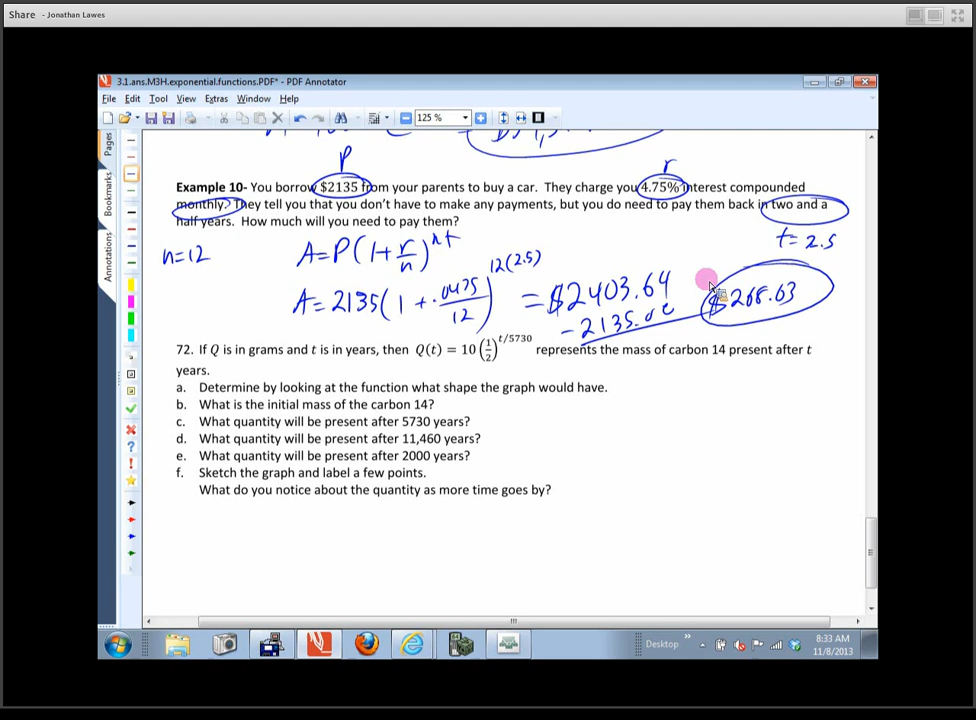 Share - Jonathan Lawes
3.1.ans.M3H.exponential.functions.PDF* - PDF Annotator
File Edit Tool View Extras Window Help
125 %
Pages
Bookmarks
Annotations
P
r
Example 10- You borrow $2135 from your parents to buy a car. They charge you 4.75% interest compounded
monthly. They tell you that you don't have to make any payments, but you do need to pay them back in two and a
half years. How much will you need to pay them?
t = 2.5
n=12
A=P(1+r/n)^nt
A=2135(1+.0475/12)^12(2.5) =$2403.64
$268.63
-2135.00
72. If Q is in grams and t is in years, then Q(t) = 10(1/2)^t/5730 represents the mass of carbon 14 present after t
years.
a. Determine by looking at the function what shape the graph would have.
b. What is the initial mass of the carbon 14?
c. What quantity will be present after 5730 years?
d. What quantity will be present after 11,460 years?
e. What quantity will be present after 2000 years?
f. Sketch the graph and label a few points.
What do you notice about the quantity as more time goes by?
Desktop
8:33 AM
11/8/2013